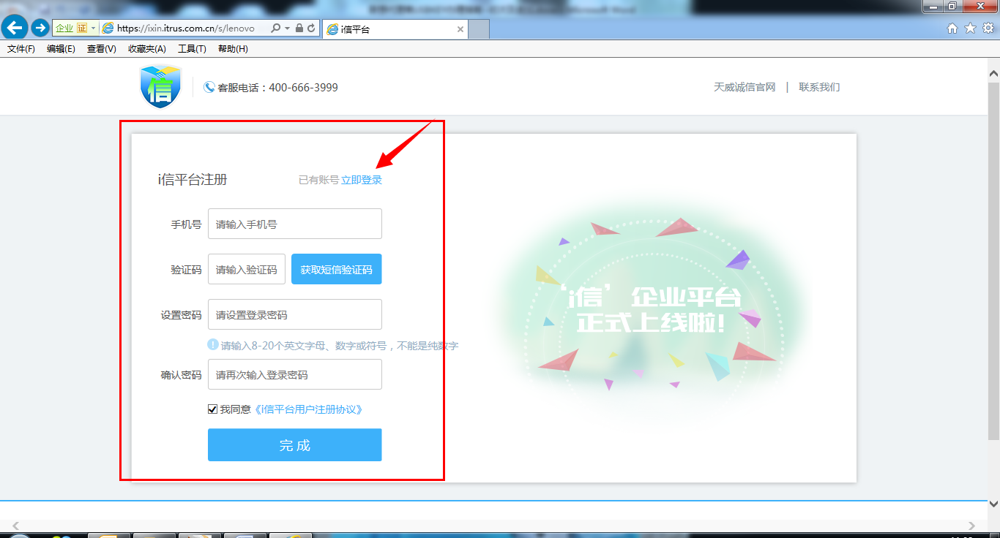 企业 证 https://ixin.itrus.com.cn/s/lenovo i信平台
文件(F) 编辑(E) 查看(V) 收藏夹(A) 工具(T) 帮助(H)
信 客服电话：400-666-3999 天威诚信官网 | 联系我们
i信平台注册 已有账号 立即登录
手机号 请输入手机号
验证码 请输入验证码 获取短信验证码
设置密码 请设置登录密码
请输入8-20个英文字母、数字或符号，不能是纯数字
确认密码 请再次输入登录密码
我同意《i信平台用户注册协议》
完 成
‘i信’企业平台
正式上线啦!